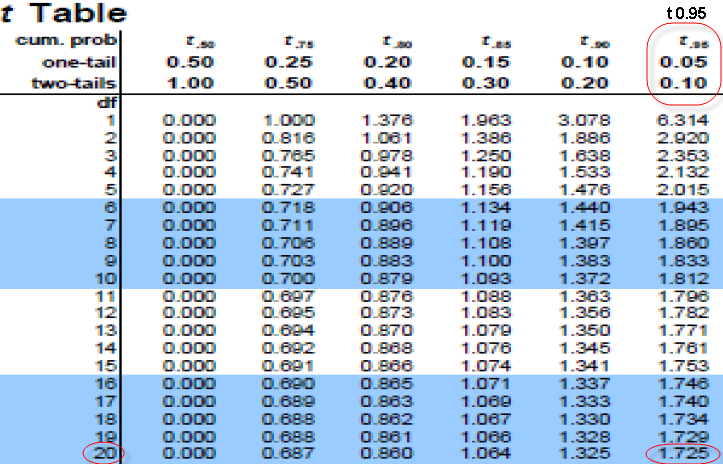 t Table
t 0.95
cum. prob t .50 t .75 t .80 t .85 t .90 t .95
one-tail 0.50 0.25 0.20 0.15 0.10 0.05
two-tails 1.00 0.50 0.40 0.30 0.20 0.10
df
1 0.000 1.000 1.376 1.963 3.078 6.314
2 0.000 0.816 1.061 1.386 1.886 2.920
3 0.000 0.765 0.978 1.250 1.638 2.353
4 0.000 0.741 0.941 1.190 1.533 2.132
5 0.000 0.727 0.920 1.156 1.476 2.015
6 0.000 0.718 0.906 1.134 1.440 1.943
7 0.000 0.711 0.896 1.119 1.415 1.895
8 0.000 0.706 0.889 1.108 1.397 1.860
9 0.000 0.703 0.883 1.100 1.383 1.833
10 0.000 0.700 0.879 1.093 1.372 1.812
11 0.000 0.697 0.876 1.088 1.363 1.796
12 0.000 0.695 0.873 1.083 1.356 1.782
13 0.000 0.694 0.870 1.079 1.350 1.771
14 0.000 0.692 0.868 1.076 1.345 1.761
15 0.000 0.691 0.866 1.074 1.341 1.753
16 0.000 0.690 0.865 1.071 1.337 1.746
17 0.000 0.689 0.863 1.069 1.333 1.740
18 0.000 0.688 0.862 1.067 1.330 1.734
19 0.000 0.688 0.861 1.066 1.328 1.729
20 0.000 0.687 0.860 1.064 1.325 1.725